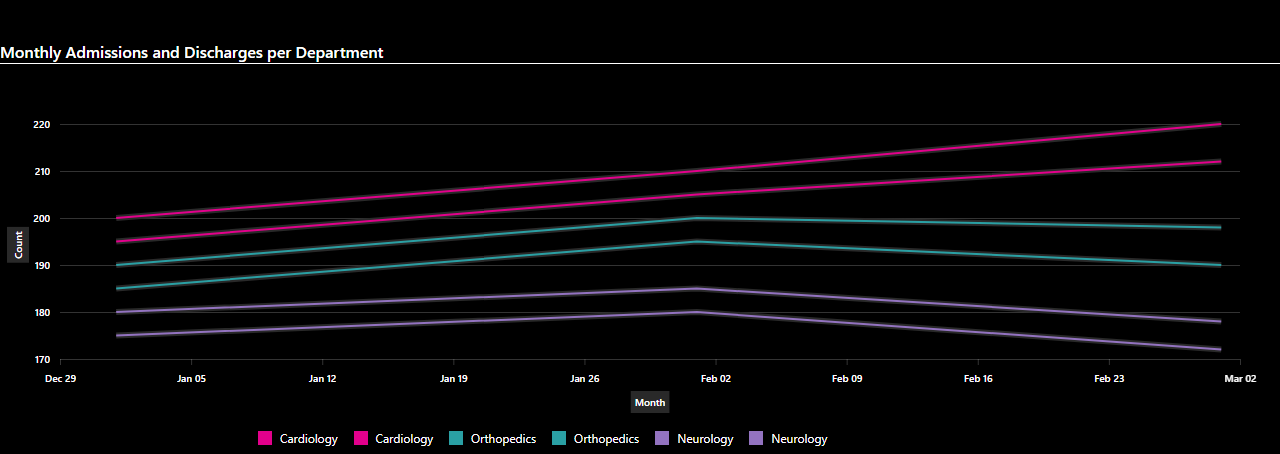 Monthly Admissions and Discharges per Department
220
210
200
190
180
170
Count
Dec 29 Jan 05 Jan 12 Jan 19 Jan 26 Feb 02 Feb 09 Feb 16 Feb 23 Mar 02
Month
Cardiology Cardiology Orthopedics Orthopedics Neurology Neurology